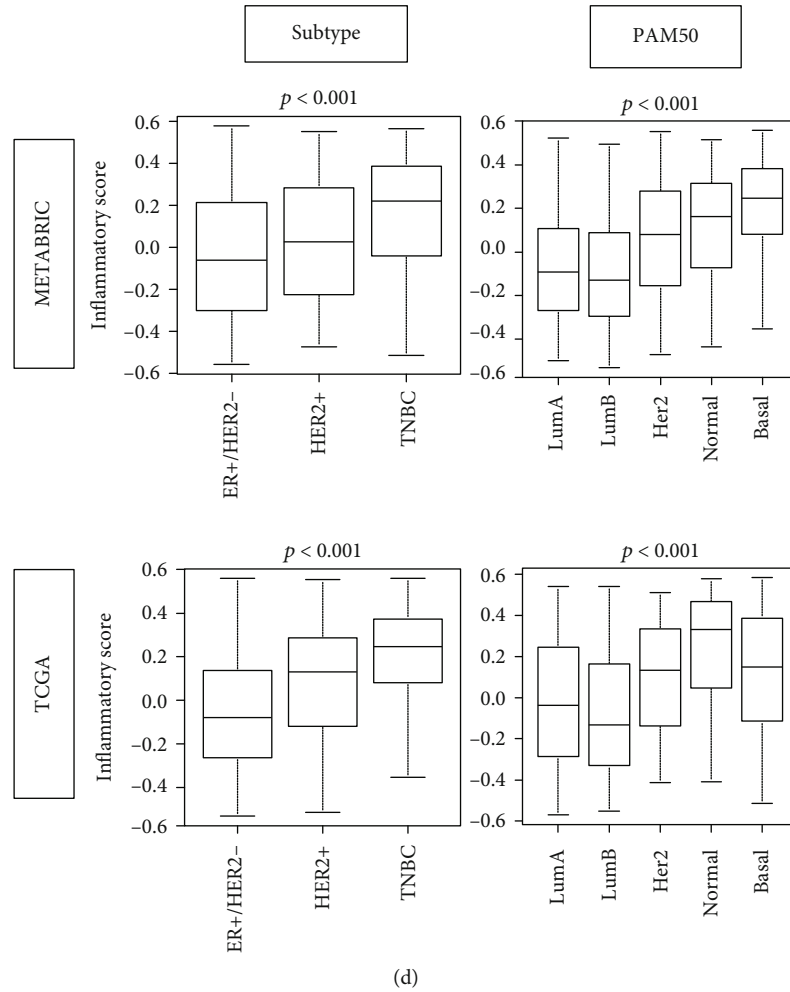 Subtype
PAM50
METABRIC
Inflammatory score
p < 0.001
0.6
0.4
0.2
0.0
−0.2
−0.4
−0.6
ER+/HER2−
HER2+
TNBC
p < 0.001
0.6
0.4
0.2
0.0
−0.2
−0.4
−0.6
LumA
LumB
Her2
Normal
Basal
TCGA
Inflammatory score
p < 0.001
0.6
0.4
0.2
0.0
−0.2
−0.4
−0.6
ER+/HER2−
HER2+
TNBC
p < 0.001
0.6
0.4
0.2
0.0
−0.2
−0.4
−0.6
LumA
LumB
Her2
Normal
Basal
(d)